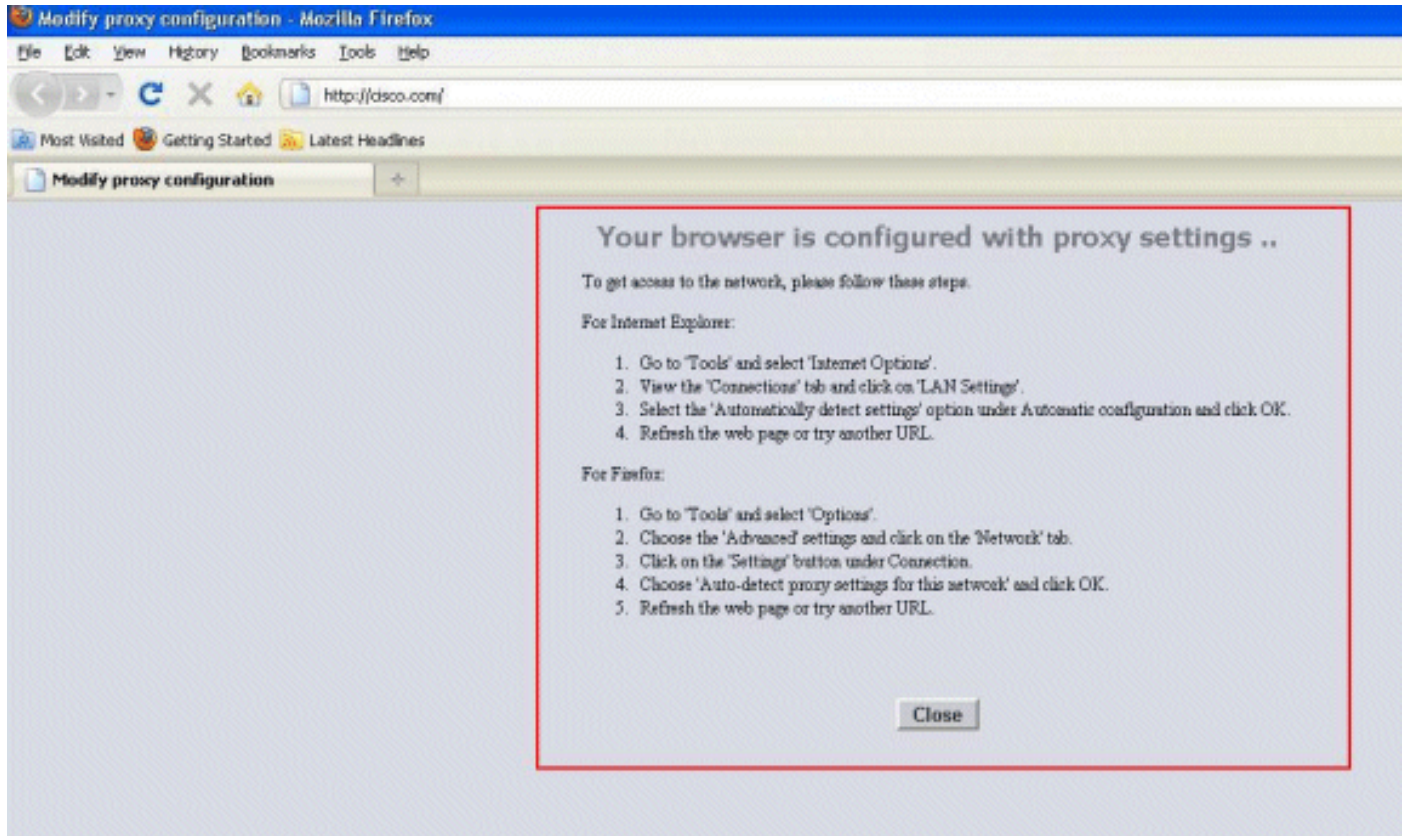 Modify proxy configuration - Mozilla Firefox
File Edit View History Bookmarks Tools Help
http://cisco.com/
Most Visited Getting Started Latest Headlines
Modify proxy configuration
Your browser is configured with proxy settings ..
To get access to the network, please follow these steps.
For Internet Explorer:
1. Go to 'Tools' and select 'Internet Options'.
2. View the 'Connections' tab and click on 'LAN Settings'.
3. Select the 'Automatically detect settings' option under Automatic configuration and click OK.
4. Refresh the web page or try another URL.
For Firefox:
1. Go to 'Tools' and select 'Options'.
2. Choose the 'Advanced' settings and click on the 'Network' tab.
3. Click on the 'Settings' button under Connection.
4. Choose 'Auto-detect proxy settings for this network' and click OK.
5. Refresh the web page or try another URL.
Close